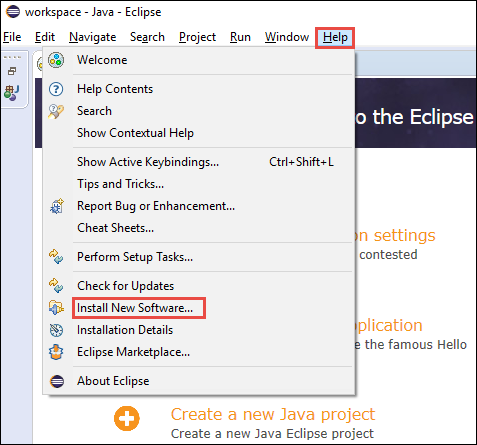 workspace - Java - Eclipse
File Edit Navigate Search Project Run Window Help
Welcome
Help Contents
Search
Show Contextual Help
Show Active Keybindings... Ctrl+Shift+L
Tips and Tricks...
Report Bug or Enhancement...
Cheat Sheets...
Perform Setup Tasks...
Check for Updates
Install New Software...
Installation Details
Eclipse Marketplace...
About Eclipse
o the Eclipse
on settings
contested
pplication
e the famous Hello
Create a new Java project
Create a new Java Eclipse project